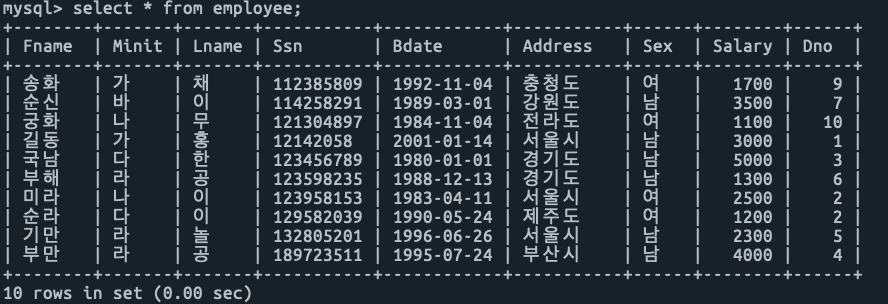 mysql> select * from employee;
+--------+--------+-------+-----------+------------+-----------+------+--------+------+
| Fname | Minit | Lname | Ssn | Bdate | Address | Sex | Salary | Dno |
+--------+--------+-------+-----------+------------+-----------+------+--------+------+
| 송화 | 가 | 채 | 112385809 | 1992-11-04 | 충청도 | 여 | 1700 | 9 |
| 순신 | 바 | 이 | 114258291 | 1989-03-01 | 강원도 | 남 | 3500 | 7 |
| 궁화 | 나 | 무 | 121304897 | 1984-11-04 | 전라도 | 여 | 1100 | 10 |
| 길동 | 가 | 홍 | 12142058 | 2001-01-14 | 서울시 | 남 | 3000 | 1 |
| 국남 | 다 | 한 | 123456789 | 1980-01-01 | 경기도 | 남 | 5000 | 3 |
| 부해 | 라 | 공 | 123598235 | 1988-12-13 | 경기도 | 남 | 1300 | 6 |
| 미라 | 나 | 이 | 123958153 | 1983-04-11 | 서울시 | 여 | 2500 | 2 |
| 순라 | 다 | 이 | 129582039 | 1990-05-24 | 제주도 | 여 | 1200 | 2 |
| 기만 | 라 | 놀 | 132805201 | 1996-06-26 | 서울시 | 남 | 2300 | 5 |
| 부만 | 라 | 공 | 189723511 | 1995-07-24 | 부산시 | 남 | 4000 | 4 |
+--------+--------+-------+-----------+------------+-----------+------+--------+------+
10 rows in set (0.00 sec)